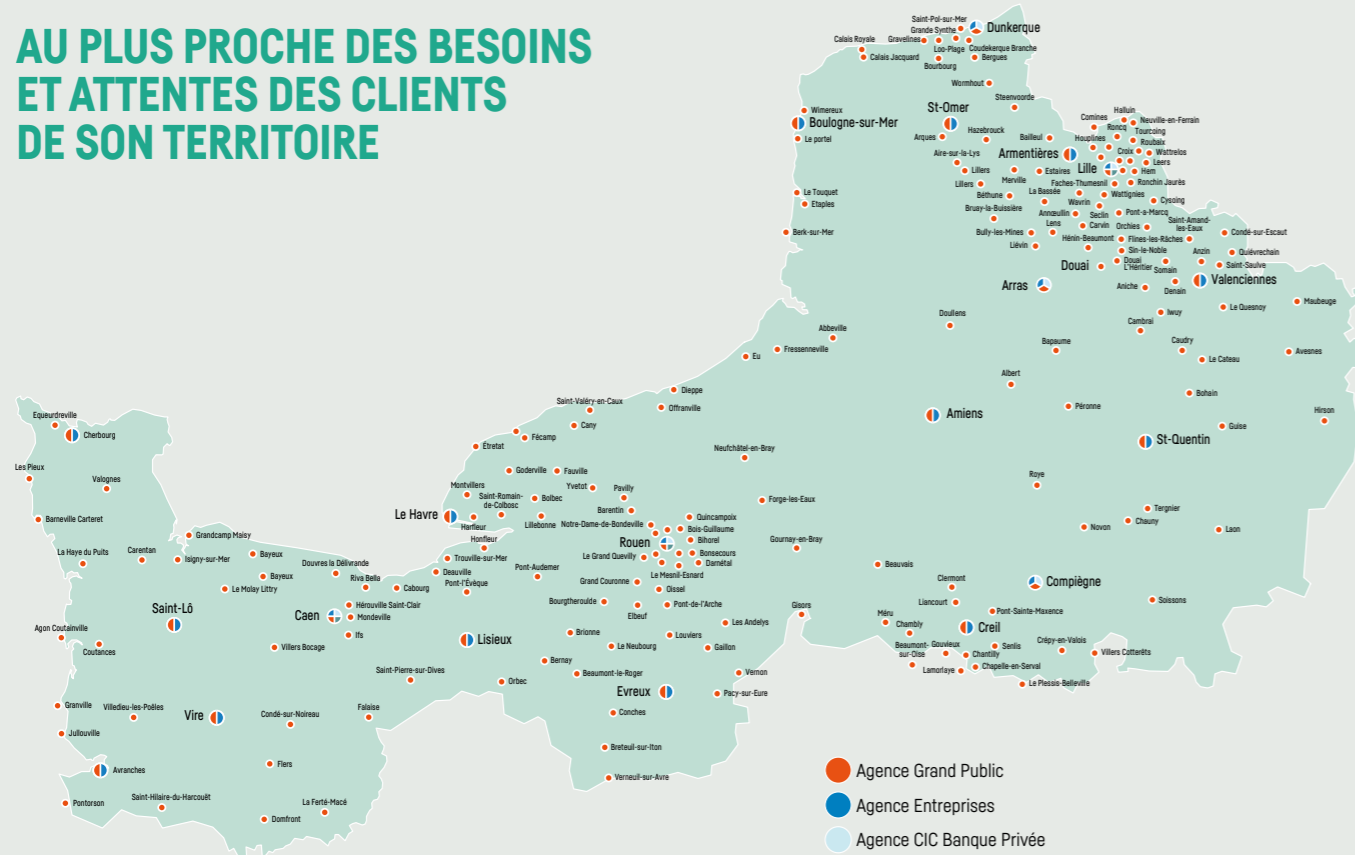 AU PLUS PROCHE DES BESOINS
ET ATTENTES DES CLIENTS
DE SON TERRITOIRE
Saint-Pol-sur-Mer
Grande Synthe
Dunkerque
Calais Royale
Gravelines
Calais Jacquard
Loo-Plage
Coudekerque Branche
Bourbourg
Bergues
Wormhout
Steenvoorde
Wimereux
St-Omer
Boulogne-sur-Mer
Le portel
Arques
Hazebrouck
Bailleul
Comines
Halluin
Neuville-en-Ferrain
Roncq
Tourcoing
Houplines
Roubaix
Armentières
Croix
Wattrelos
Aire-sur-la-Lys
Leers
Lille
Hem
Lillers
Merville
Estaires
Lillers
Faches-Thumesnil
Ronchin Jaurès
Le Touquet
Béthune
La Bassée
Wattignies
Etaples
Wavrin
Cysoing
Bruay-la-Buissière
Annœullin
Seclin
Pont-a-Marcq
Saint-Amand-
les-Eaux
Berk-sur-Mer
Bully-les-Mines
Lens
Carvin
Orchies
Condé-sur-Escaut
Liévin
Hénin-Beaumont
Flines-les-Râches
Sin-le-Noble
Anzin
Quiévrechain
Douai
Douai
L'Héritier
Somain
Saint-Saulve
Arras
Aniche
Denain
Valenciennes
Maubeuge
Le Quesnoy
Iwuy
Doullens
Cambrai
Abbeville
Bapaume
Caudry
Fressenneville
Avesnes
Eu
Le Cateau
Albert
Dieppe
Bohain
Saint-Valéry-en-Caux
Offranville
Péronne
Equeurdreville
Amiens
Hirson
Cherbourg
Cany
Guise
Fécamp
St-Quentin
Etretat
Neufchâtel-en-Bray
Les Pieux
Goderville
Fauville
Roye
Valognes
Montvillers
Yvetot
Pavilly
Saint-Romain-
de-Colbosc
Bolbec
Forge-les-Eaux
Tergnier
Barneville Carteret
Le Havre
Barentin
Quincampoix
Chauny
Harfleur
Lillebonne
Notre-Dame-de-Bondeville
Bois-Guillaume
Novon
Laon
Grandcamp Maisy
Honfleur
Rouen
Bihorel
Gournay-en-Bray
La Haye du Puits
Carentan
Isigny-sur-Mer
Bayeux
Trouville-sur-Mer
Le Grand Quevilly
Bonsecours
Darnétal
Douvres la Délivrande
Deauville
Pont-Audemer
Le Mesnil-Esnard
Beauvais
Bayeux
Riva Bella
Pont-l'Évêque
Grand Couronne
Clermont
Compiègne
Le Molay Littry
Cabourg
Oissel
Saint-Lô
Hérouville Saint-Clair
Bourgtheroulde
Pont-de-l'Arche
Liancourt
Soissons
Caen
Mondeville
Elbeuf
Gisors
Méru
Pont-Sainte-Maxence
Agon Coutainville
Ifs
Lisieux
Brionne
Louviers
Les Andelys
Chambly
Creil
Coutances
Villers Bocage
Le Neubourg
Gaillon
Beaumont-
sur-Oise
Gouvieux
Senlis
Crépy-en-Valois
Villers Cotterêts
Chantilly
Saint-Pierre-sur-Dives
Bernay
Beaumont-le-Roger
Vernon
Lamorlaye
Chapelle-en-Serval
Orbec
Evreux
Pacy-sur-Eure
Le Plessis-Belleville
Granville
Villedieu-les-Poêles
Vire
Condé-sur-Noireau
Falaise
Conches
Jullouville
Breteuil-sur-Iton
Avranches
Flers
Verneuil-sur-Avre
Agence Grand Public
Pontorson
Saint-Hilaire-du-Harcouët
La Ferté-Macé
Domfront
Agence Entreprises
Agence CIC Banque Privée